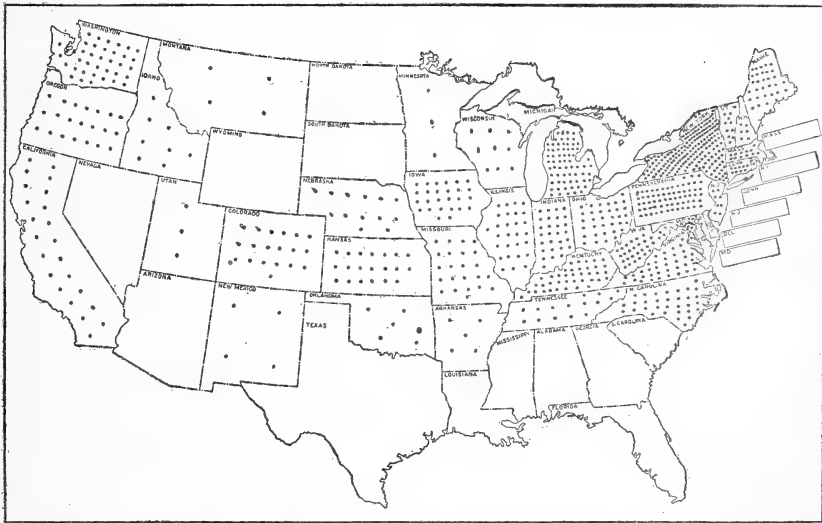 WASHINGTON
MONTANA
NORTH DAKOTA
MINNESOTA
MAINE
OREGON
IDAHO
SOUTH DAKOTA
WISCONSIN
MICHIGAN
WYOMING
MASS
CALIFORNIA
NEVADA
UTAH
NEBRASKA
IOWA
ILLINOIS
INDIANA
OHIO
PENNSYLVANIA
CONN
COLORADO
KANSAS
MISSOURI
KENTUCKY
W.VA
N J
DEL
MD
ARIZONA
NEW MEXICO
OKLAHOMA
TEXAS
ARKANSAS
TENNESSEE
N. CAROLINA
MISSISSIPPI
ALABAMA
GEORGIA
S. CAROLINA
LOUISIANA
FLORIDA